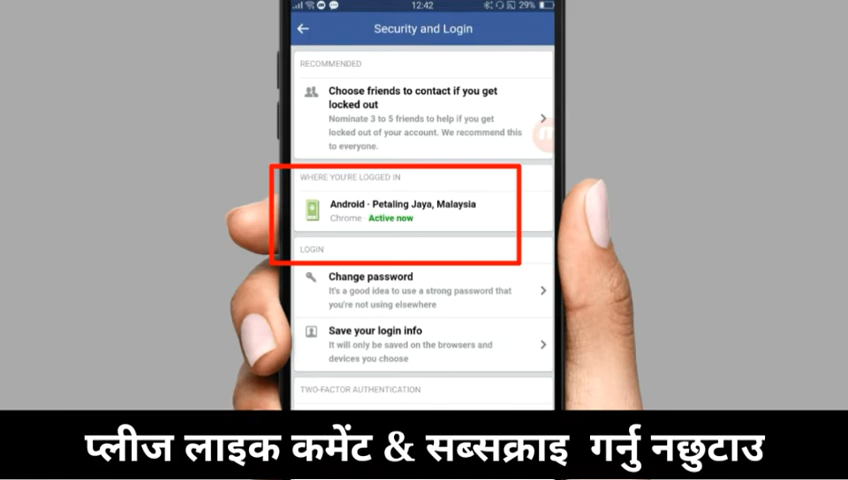 12:42
29%
Security and Login
RECOMMENDED
Choose friends to contact if you get
locked out
Nominate 3 to 5 friends to help if you get
locked out of your account. We recommend this
to everyone.
WHERE YOU'RE LOGGED IN
Android · Petaling Jaya, Malaysia
Chrome · Active now
LOGIN
Change password
It's a good idea to use a strong password that
you're not using elsewhere
Save your login info
It will only be saved on the browsers and
devices you choose
TWO-FACTOR AUTHENTICATION
प्लीज लाइक कमेंट & सब्सक्राइ गर्नु नछुटाउ